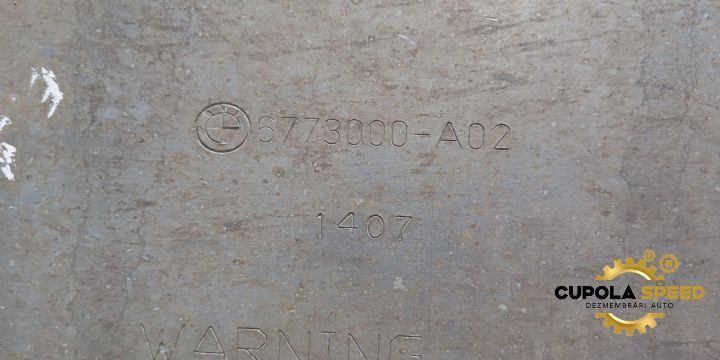 6773000-A02
1407
CUPOLA SPEED
DEZMEMBRĂRI AUTO
WARNING